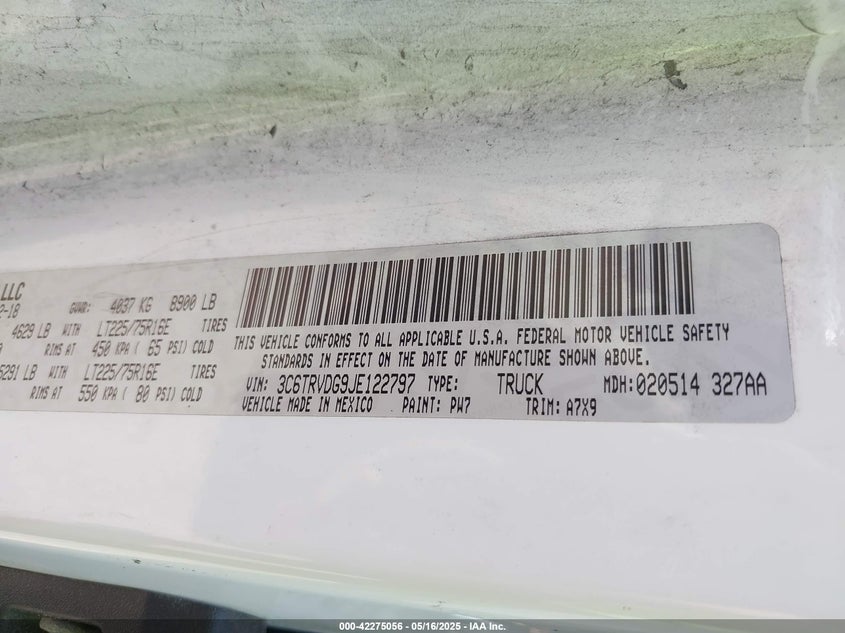 LLC
2-18
GVWR: 4037 KG 8900 LB
4629 LB WITH LT225/75R16E TIRES
RIMS AT 450 KPA ( 65 PSI) COLD
5291 LB WITH LT225/75R16E TIRES
RIMS AT 550 KPA ( 80 PSI) COLD
THIS VEHICLE CONFORMS TO ALL APPLICABLE U.S.A. FEDERAL MOTOR VEHICLE SAFETY
STANDARDS IN EFFECT ON THE DATE OF MANUFACTURE SHOWN ABOVE.
VIN: 3C6TRVDG9JE122797 TYPE: TRUCK MDH:020514 327AA
VEHICLE MADE IN MEXICO PAINT: PW7 TRIM: A7X9
000-42275056 - 05/16/2025 - IAA Inc.